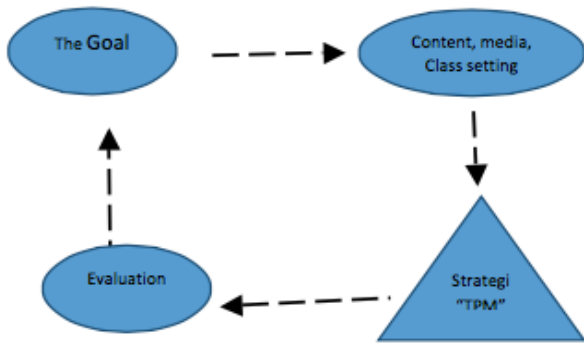 The Goal
Content, media,
Class setting
Strategi
“TPM”
Evaluation